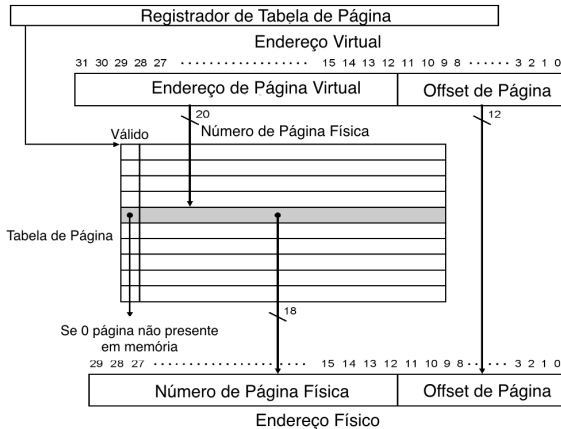 Registrador de Tabela de Página
Endereço Virtual
31 30 29 28 27 ..................... 15 14 13 12 11 10 9 8 ...... 3 2 1 0
Endereço de Página Virtual
Offset de Página
20
12
Válido
Número de Página Física
Tabela de Página
18
Se 0 página não presente
em memória
29 28 27 ..................... 15 14 13 12 11 10 9 8 ...... 3 2 1 0
Número de Página Física
Offset de Página
Endereço Físico